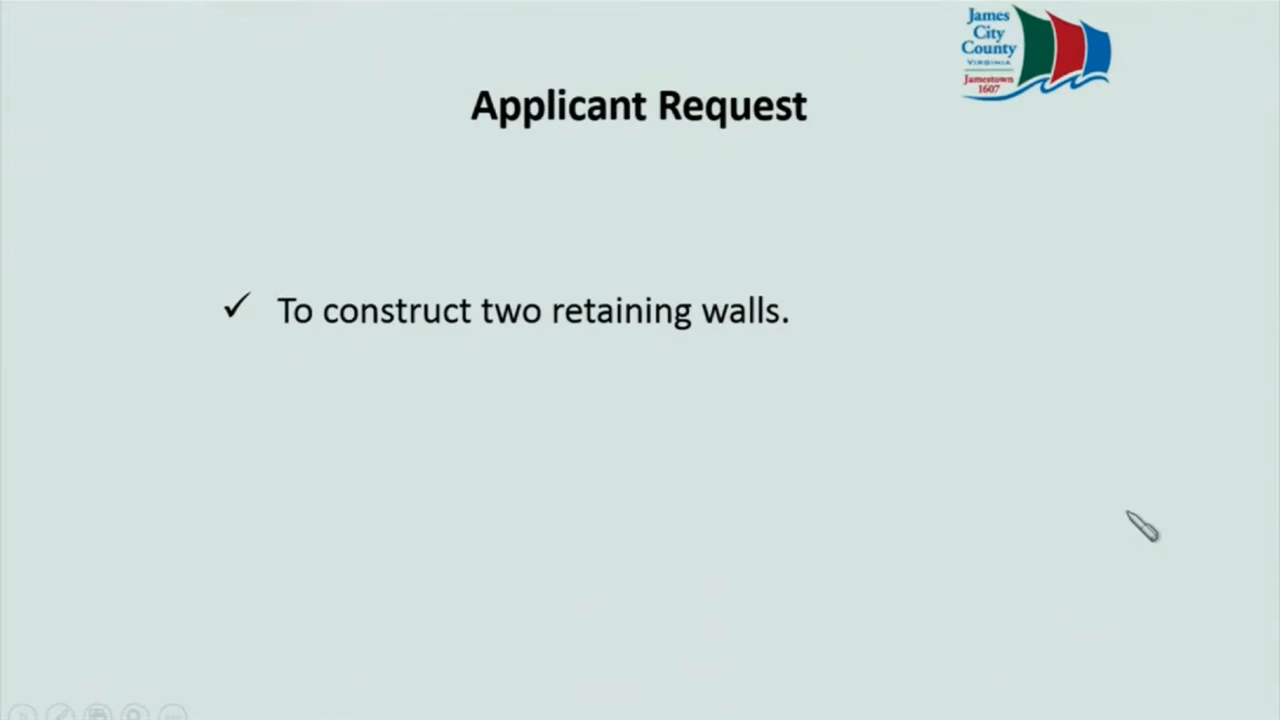 James
City
County
VIRGINIA
Jamestown
1607
Applicant Request
✓ To construct two retaining walls.